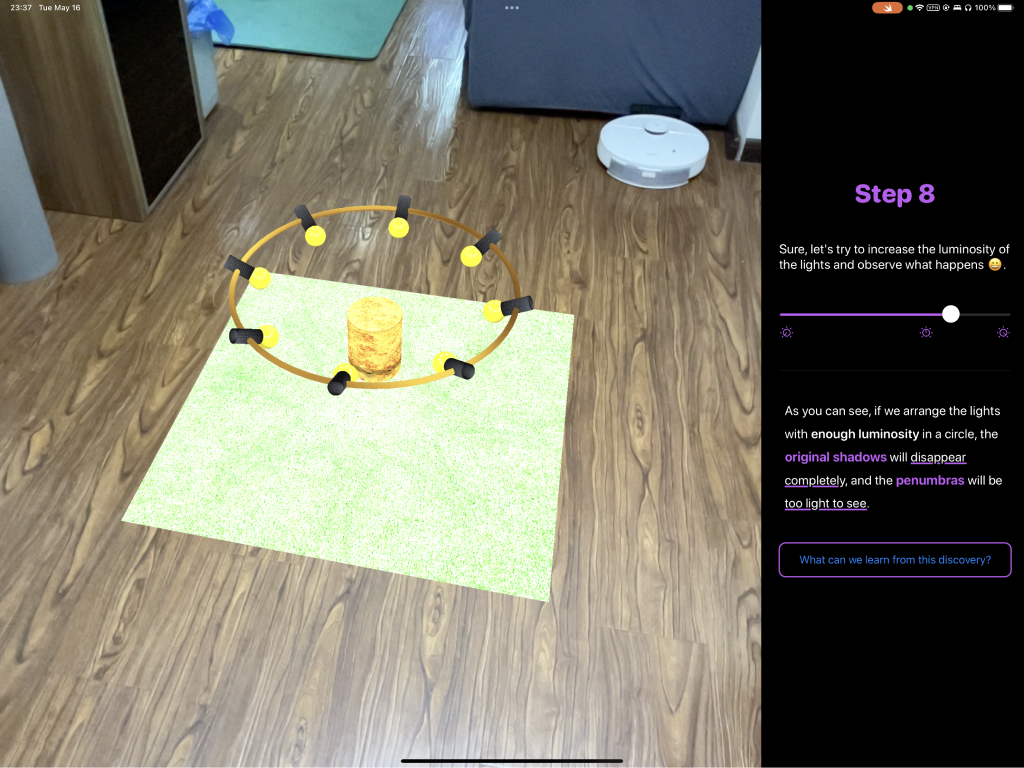 23:37 Tue May 16
VPN
100%
Step 8
Sure, let's try to increase the luminosity of
the lights and observe what happens 😄.
As you can see, if we arrange the lights
with enough luminosity in a circle, the
original shadows will disappear
completely, and the penumbras will be
too light to see.
What can we learn from this discovery?